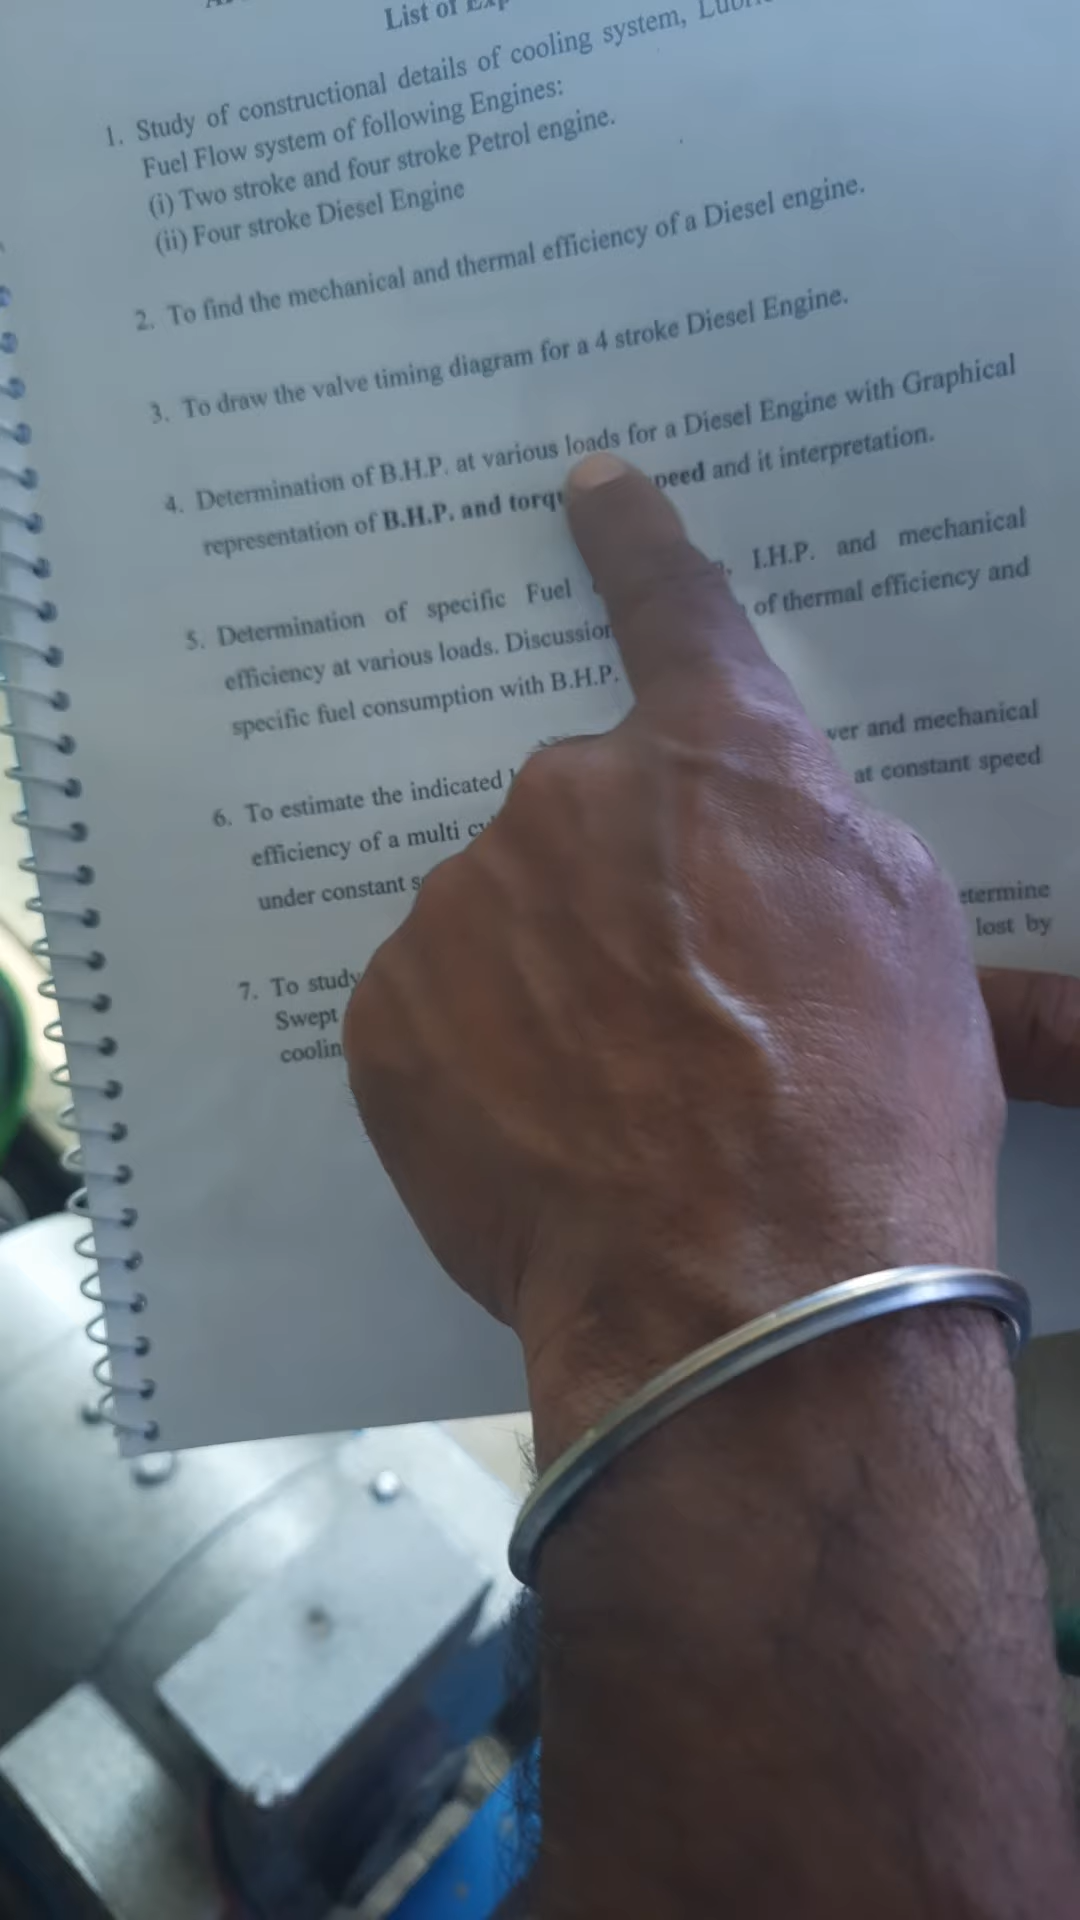 List of
1. Study of constructional details of cooling system,
Fuel Flow system of following Engines:
(i) Two stroke and four stroke Petrol engine.
(ii) Four stroke Diesel Engine
2. To find the mechanical and thermal efficiency of a Diesel engine.
3. To draw the valve timing diagram for a 4 stroke Diesel Engine.
4. Determination of B.H.P. at various loads for a Diesel Engine with Graphical
representation of B.H.P. and and it interpretation.
5. Determination of specific Fuel I.H.P. and mechanical
efficiency at various loads. Discussion of thermal efficiency and
specific fuel consumption with B.H.P.
6. To estimate the indicated and mechanical
efficiency of a multi at constant speed
under constant
7. To study
Swept lost by